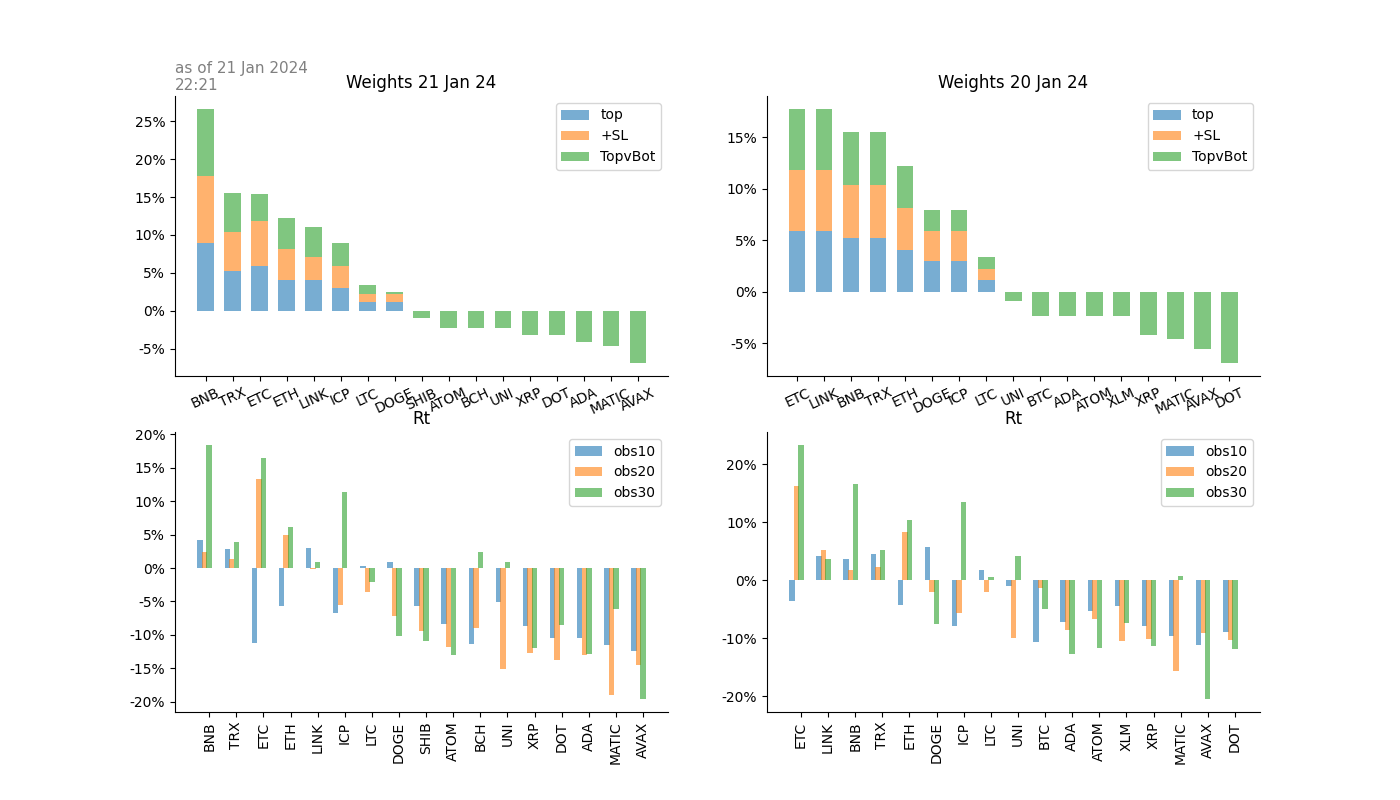 as of 21 Jan 2024
22:21
Weights 21 Jan 24
25%
20%
15%
10%
5%
0%
-5%
top
+SL
TopvBot
BNB TRX ETC ETH LINK ICP LTC DOGE SHIB ATOM BCH UNI XRP DOT ADA MATIC AVAX
Weights 20 Jan 24
15%
10%
5%
0%
-5%
top
+SL
TopvBot
ETC LINK BNB TRX ETH DOGE ICP LTC UNI BTC ADA ATOM XLM XRP MATIC AVAX DOT
Rt
20%
15%
10%
5%
0%
-5%
-10%
-15%
-20%
obs10
obs20
obs30
BNB TRX ETC ETH LINK ICP LTC DOGE SHIB ATOM BCH UNI XRP DOT ADA MATIC AVAX
Rt
20%
10%
0%
-10%
-20%
obs10
obs20
obs30
ETC LINK BNB TRX ETH DOGE ICP LTC UNI BTC ADA ATOM XLM XRP MATIC AVAX DOT